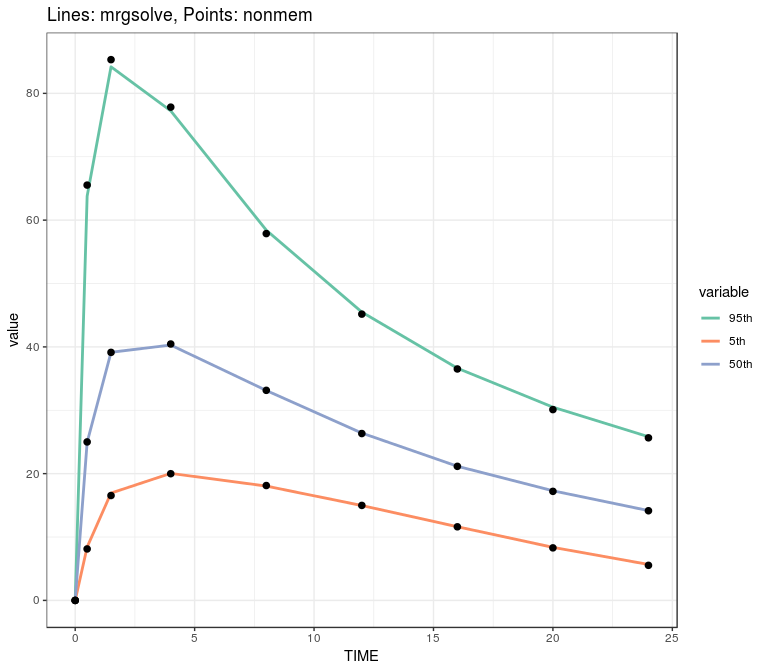 Lines: mrgsolve, Points: nonmem
80
60
40
20
0
value
0 5 10 15 20 25
TIME
variable
95th
5th
50th